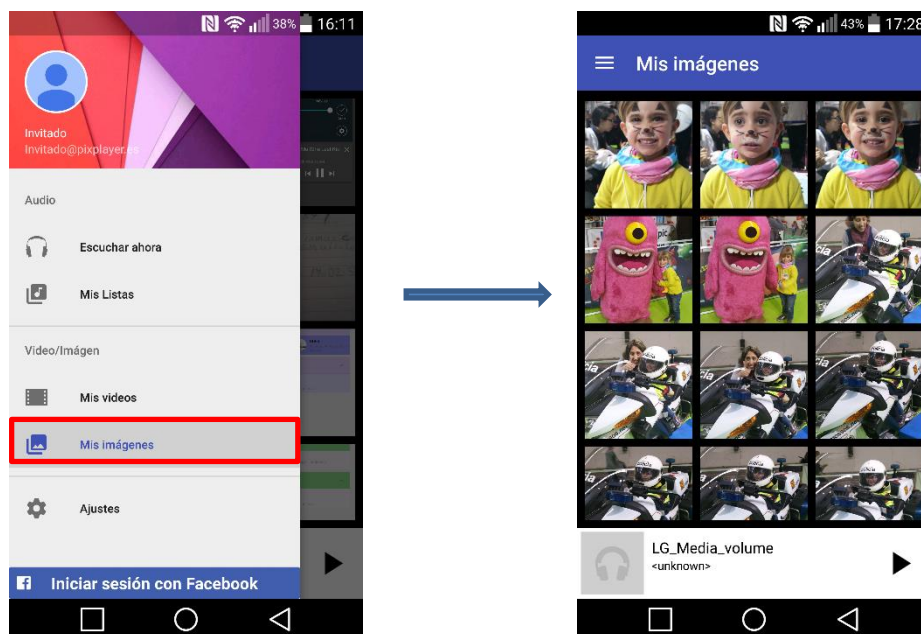 38% 16:11
Invitado
Invitado@pixplayer.es
Audio
Escuchar ahora
Mis Listas
Video/Imágen
Mis videos
Mis imágenes
Ajustes
Iniciar sesión con Facebook
43% 17:28
Mis imágenes
LG_Media_volume
<unknown>